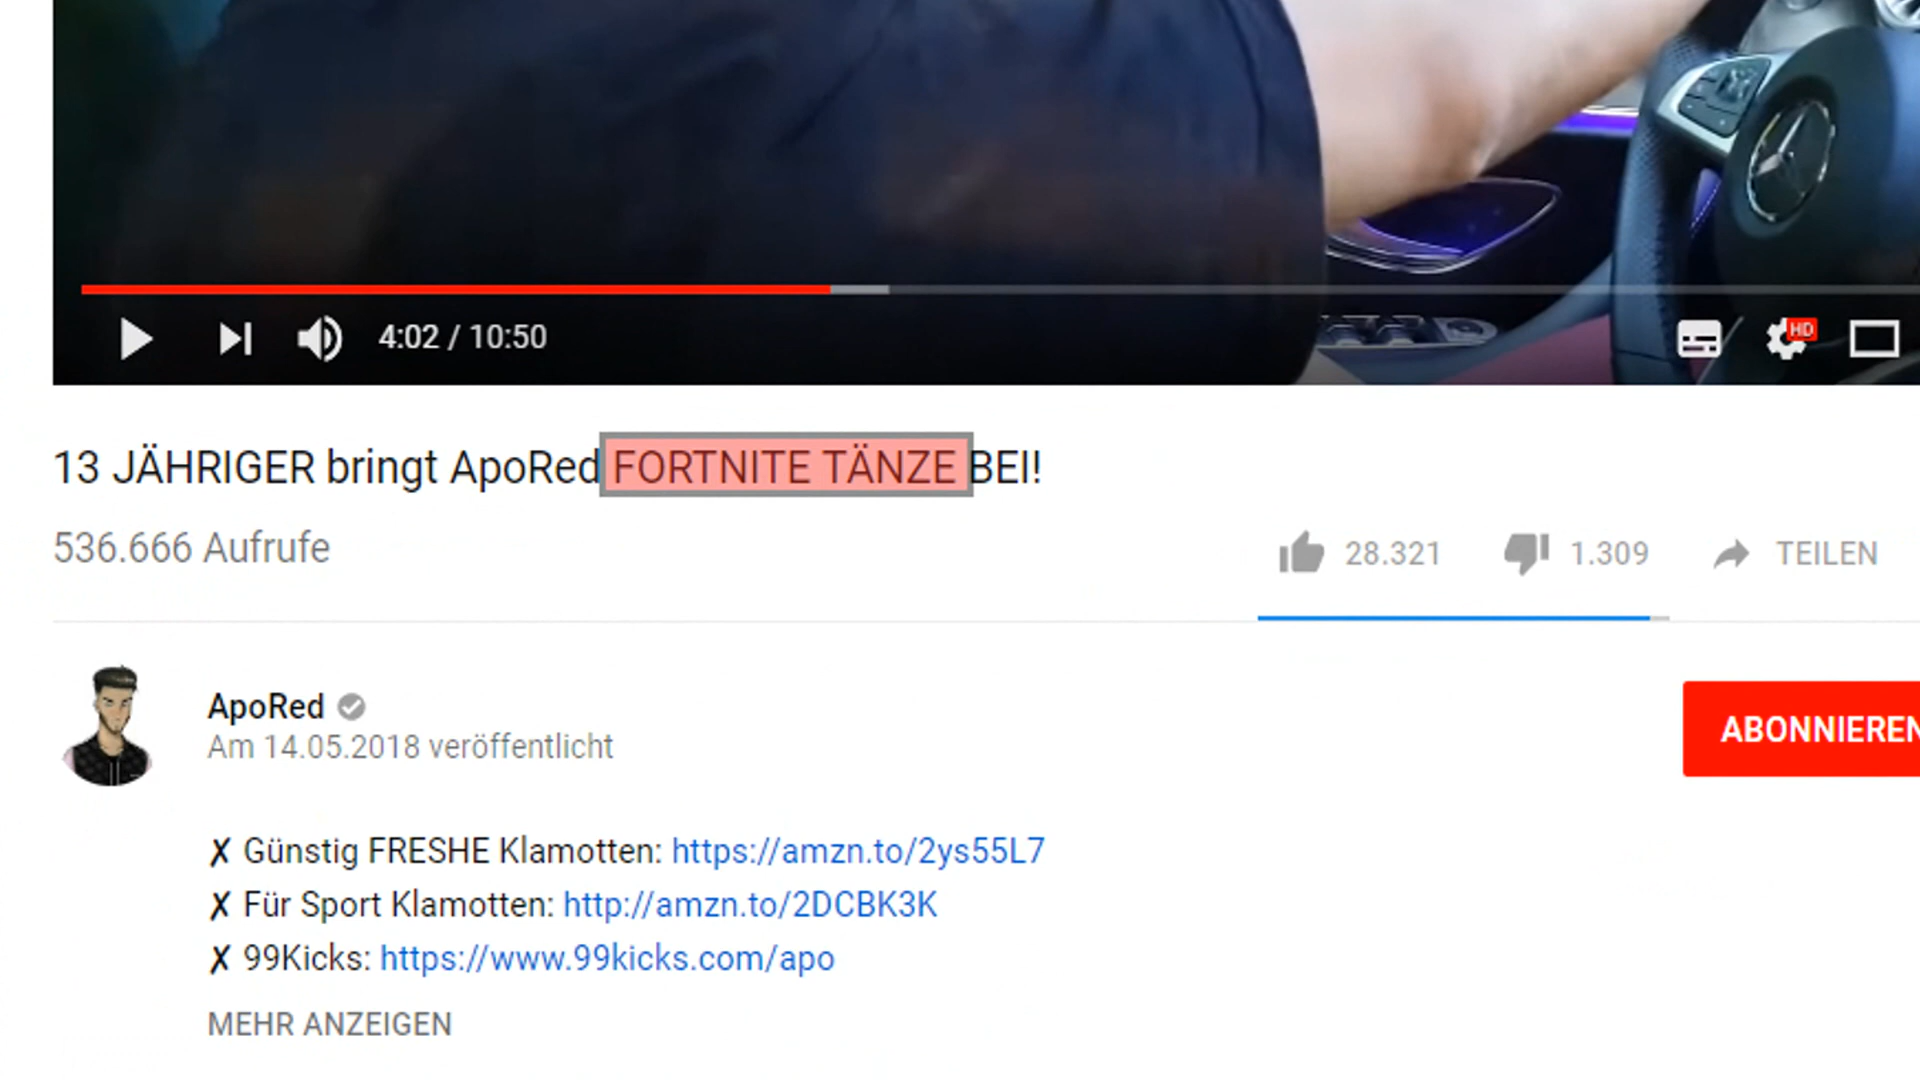 4:02 / 10:50
HD
13 JÄHRIGER bringt ApoRed FORTNITE TÄNZE BEI!
536.666 Aufrufe
28.321
1.309
TEILEN
ApoRed
Am 14.05.2018 veröffentlicht
ABONNIEREN
✗ Günstig FRESHE Klamotten: https://amzn.to/2ys55L7
✗ Für Sport Klamotten: http://amzn.to/2DCBK3K
✗ 99Kicks: https://www.99kicks.com/apo
MEHR ANZEIGEN